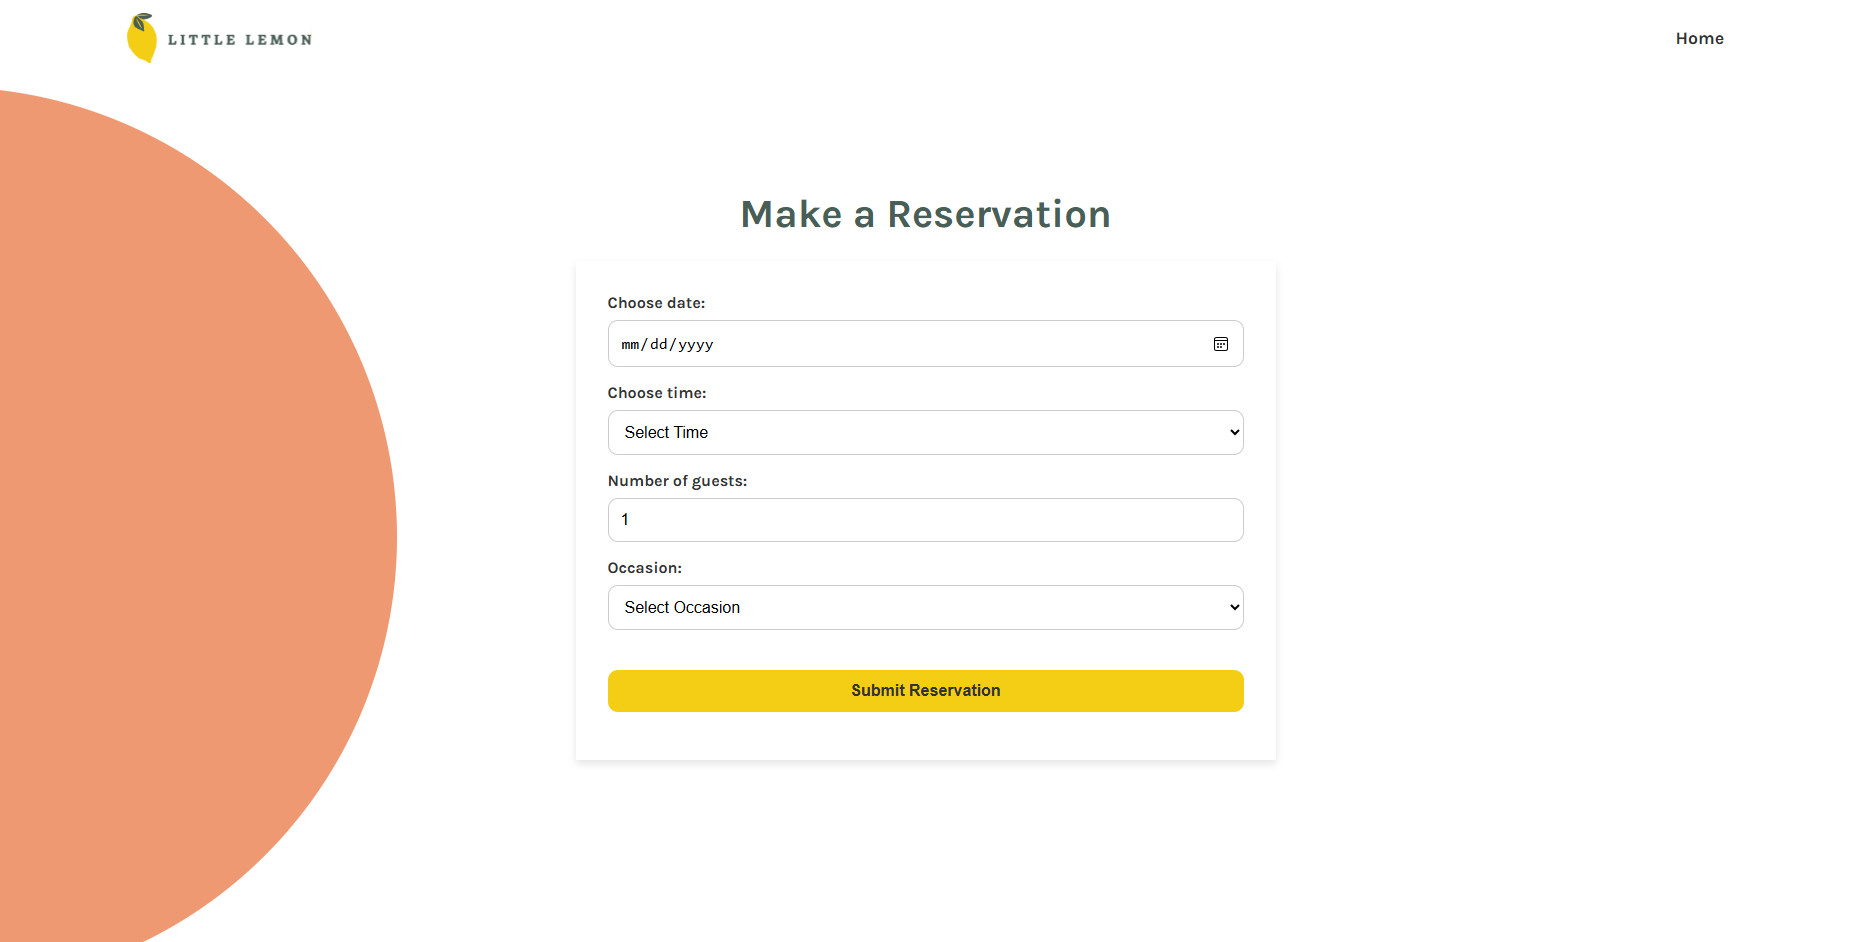 LITTLE LEMON
Home
Make a Reservation
Choose date:
mm/dd/yyyy
Choose time:
Select Time
Number of guests:
1
Occasion:
Select Occasion
Submit Reservation